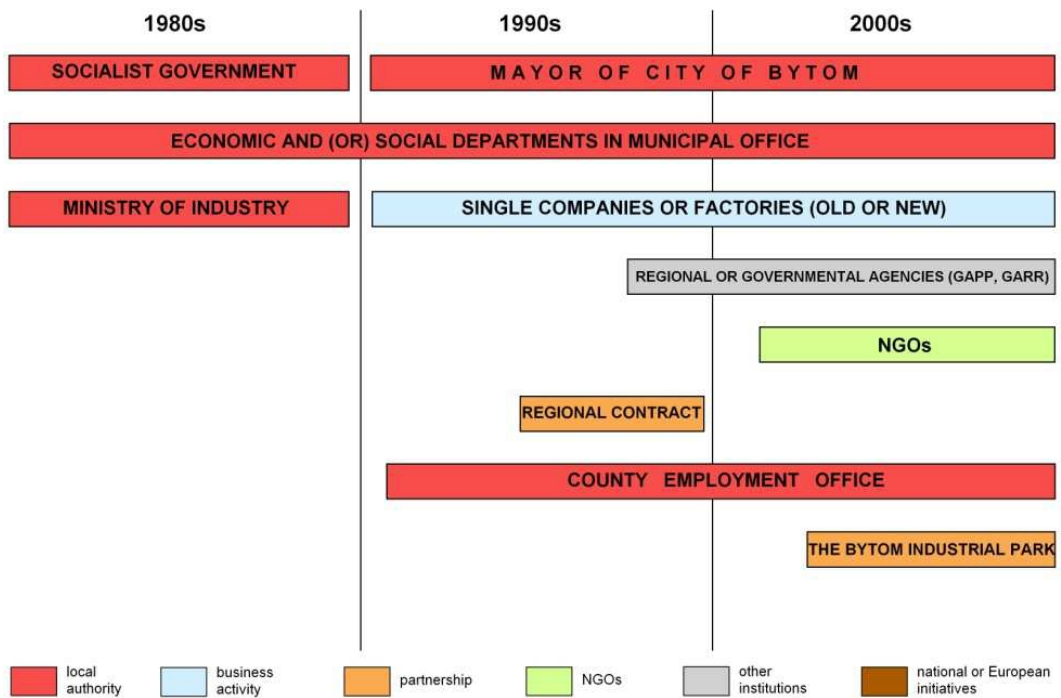 1980s 1990s 2000s
SOCIALIST GOVERNMENT MAYOR OF CITY OF BYTOM
ECONOMIC AND (OR) SOCIAL DEPARTMENTS IN MUNICIPAL OFFICE
MINISTRY OF INDUSTRY SINGLE COMPANIES OR FACTORIES (OLD OR NEW)
REGIONAL OR GOVERNMENTAL AGENCIES (GAPP, GARR)
NGOs
REGIONAL CONTRACT
COUNTY EMPLOYMENT OFFICE
THE BYTOM INDUSTRIAL PARK
local
authority
business
activity
partnership
NGOs
other
institutions
national or European
initiatives